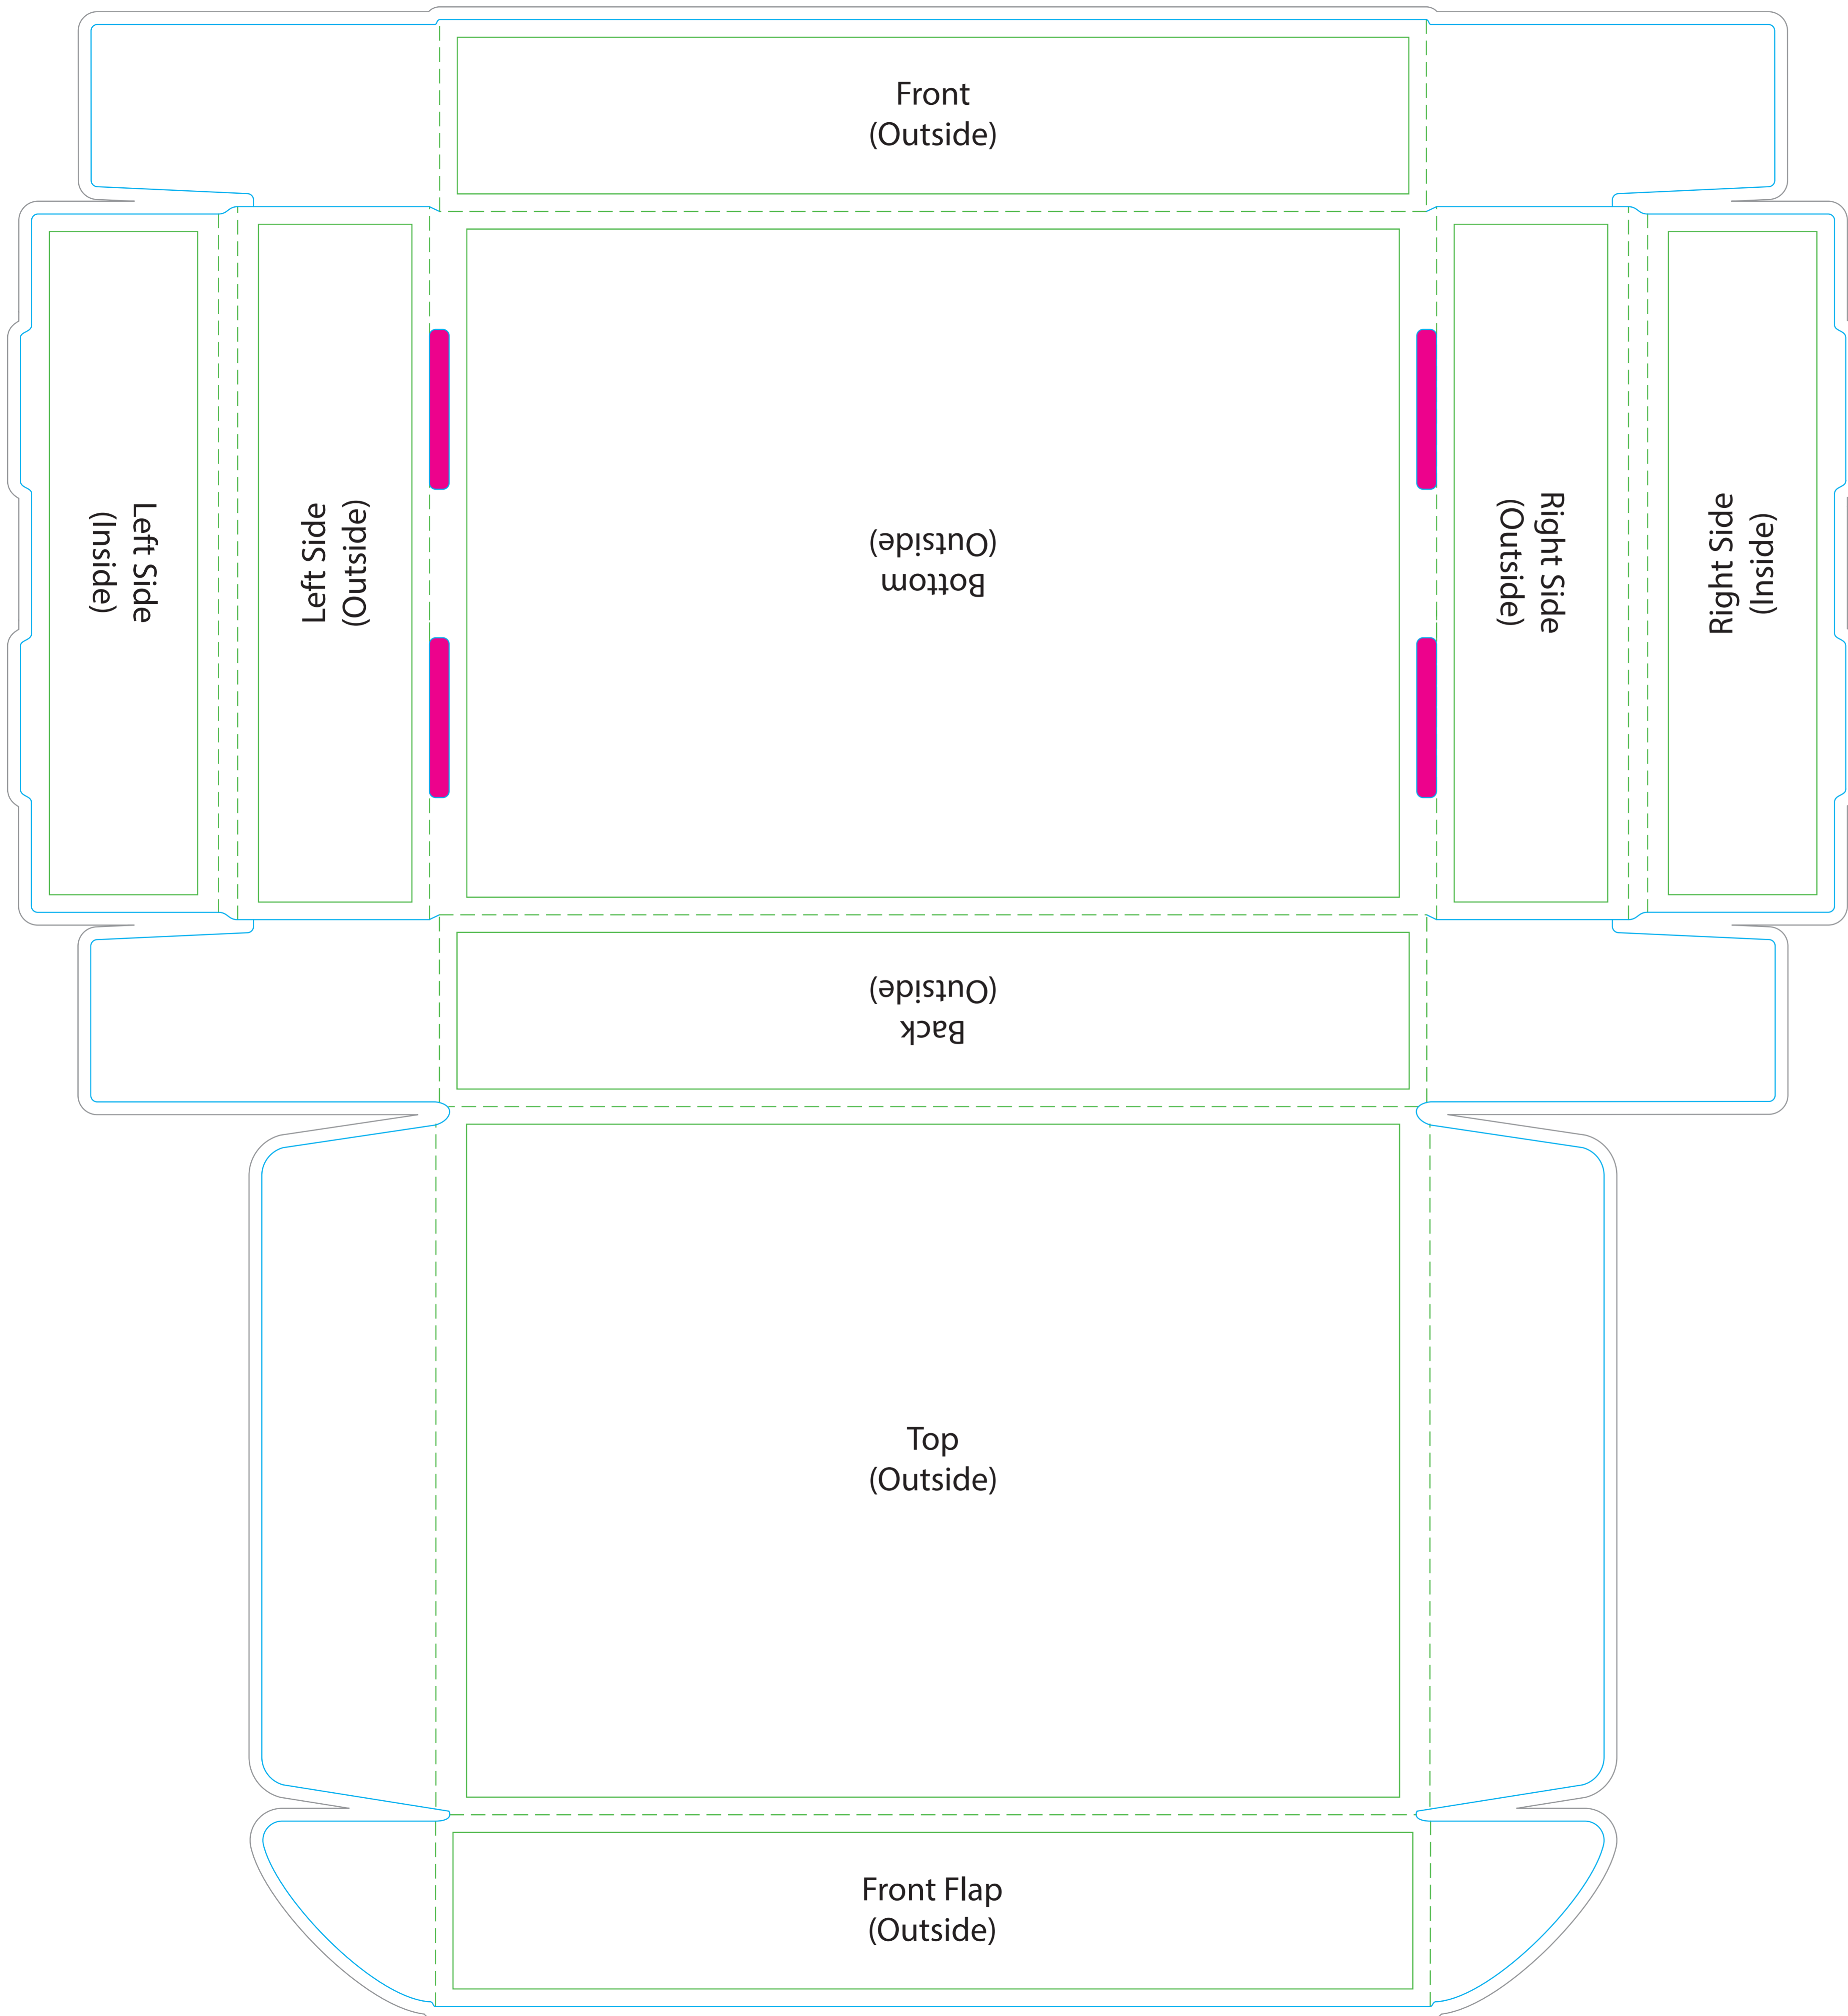 Front
(Outside)
Left Side
(Inside)
Left Side
(Outside)
Bottom
(Outside)
Right Side
(Outside)
Right Side
(Inside)
Back
(Outside)
Top
(Outside)
Front Flap
(Outside)